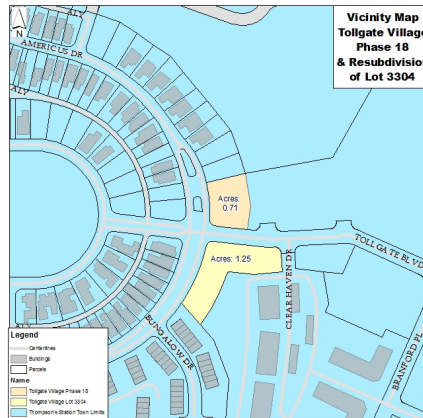 N
Vicinity Map
Tollgate Village
Phase 18
& Resubdivision
of Lot 3304
ALY
AMERICUS DR
ALY
Acres:
0.71
TOLLGATE BLVD
Acres: 1.25
CLEARHAVEN DR
BUNGALOW DR
BRANFORD PL
ALY
Legend
Centerlines
Buildings
Parcels
Name
Tollgate Village Phase 18
Tollgate Village Lot 3304
Thompson's Station Town Limits